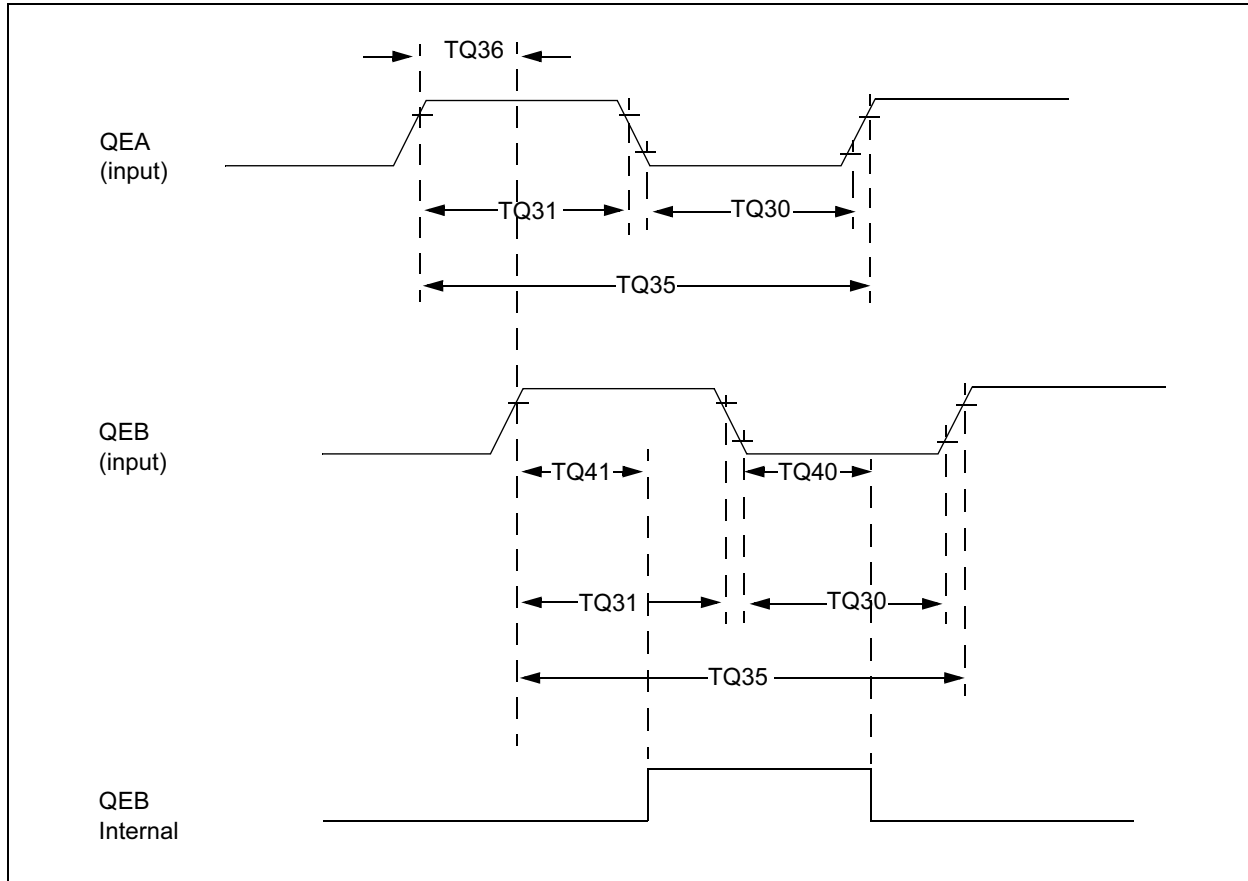 TQ36
QEA
(input)
TQ31
TQ30
TQ35
QEB
(input)
TQ41
TQ40
TQ31
TQ30
TQ35
QEB
Internal